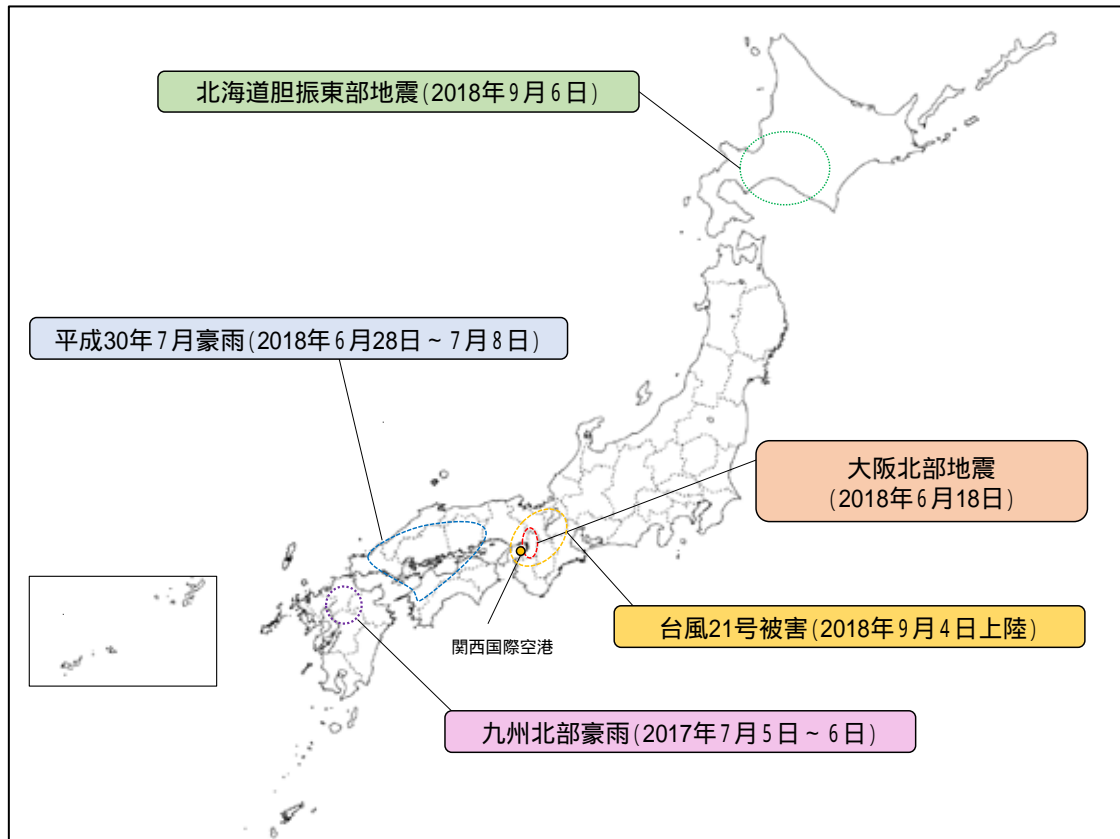 北海道胆振東部地震(2018年9月6日)
平成30年7月豪雨(2018年6月28日~7月8日)
大阪北部地震
(2018年6月18日)
台風21号被害(2018年9月4日上陸)
関西国際空港
九州北部豪雨(2017年7月5日~6日)